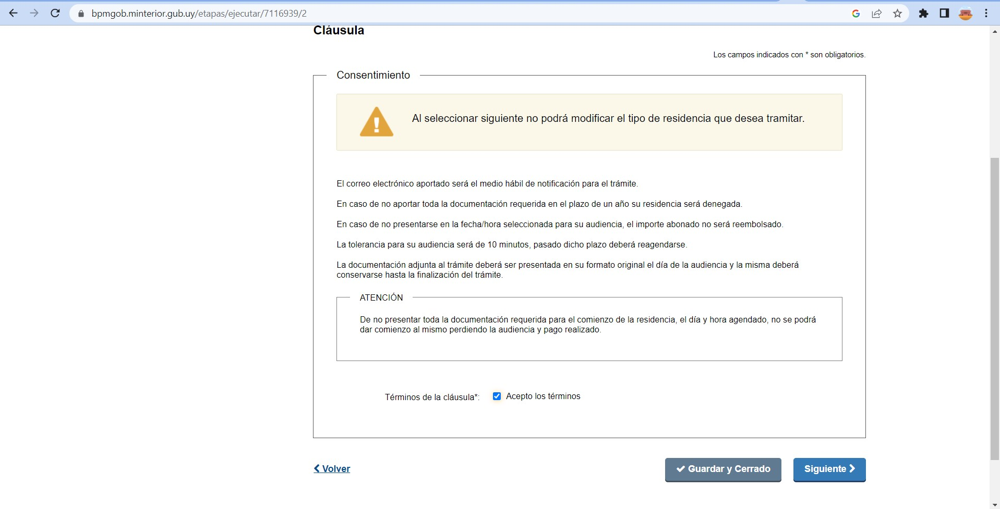 bpmgob.minterior.gub.uy/etapas/ejecutar/7116939/2
Cláusula
Los campos indicados con * son obligatorios.
Consentimiento
Al seleccionar siguiente no podrá modificar el tipo de residencia que desea tramitar.
El correo electrónico aportado será el medio hábil de notificación para el trámite.
En caso de no aportar toda la documentación requerida en el plazo de un año su residencia será denegada.
En caso de no presentarse en la fecha/hora seleccionada para su audiencia, el importe abonado no será reembolsado.
La tolerancia para su audiencia será de 10 minutos, pasado dicho plazo deberá reagendarse.
La documentación adjunta al trámite deberá ser presentada en su formato original el día de la audiencia y la misma deberá
conservarse hasta la finalización del trámite.
ATENCIÓN
De no presentar toda la documentación requerida para el comienzo de la residencia, el día y hora agendado, no se podrá
dar comienzo al mismo perdiendo la audiencia y pago realizado.
Términos de la cláusula*: Acepto los términos
Volver Guardar y Cerrado Siguiente